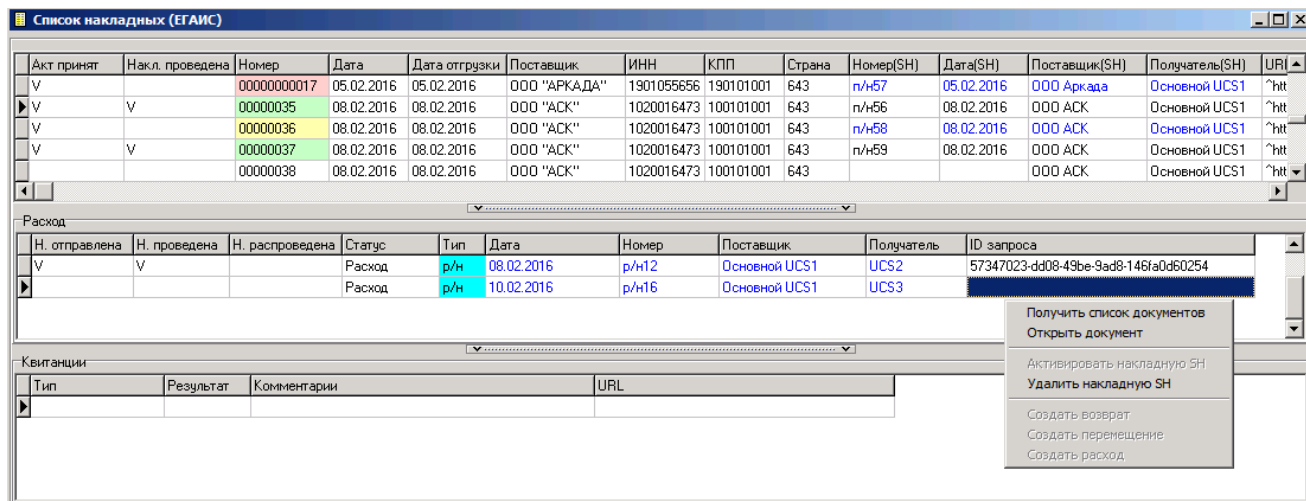 Список накладных (ЕГАИС)
Акт принят Накл. проведена Номер Дата Дата отгрузки Поставщик ИНН КПП Страна Номер(SH) Дата(SH) Поставщик(SH) Получатель(SH) URI
V 00000000017 05.02.2016 05.02.2016 ООО "АРКАДА" 1901055656 190101001 643 п/н57 05.02.2016 ООО Аркада Основной UCS1 ^htt
V V 00000035 08.02.2016 08.02.2016 ООО "АСК" 1020016473 100101001 643 п/н56 08.02.2016 ООО АСК Основной UCS1 ^htt
V 00000036 08.02.2016 08.02.2016 ООО "АСК" 1020016473 100101001 643 п/н58 08.02.2016 ООО АСК Основной UCS1 ^htt
V V 00000037 08.02.2016 08.02.2016 ООО "АСК" 1020016473 100101001 643 п/н59 08.02.2016 ООО АСК Основной UCS1 ^htt
00000038 08.02.2016 08.02.2016 ООО "АСК" 1020016473 100101001 643 ООО АСК Основной UCS1 ^htt
Расход
Н. отправлена Н. проведена Н. распроведена Статус Тип Дата Номер Поставщик Получатель ID запроса
V V Расход р/н 08.02.2016 р/н12 Основной UCS1 UCS2 57347023-dd08-49be-9ad8-146fa0d60254
Расход р/н 10.02.2016 р/н16 Основной UCS1 UCS3
Получить список документов
Открыть документ
Активировать накладную SH
Удалить накладную SH
Создать возврат
Создать перемещение
Создать расход
Квитанции
Тип Результат Комментарии URL